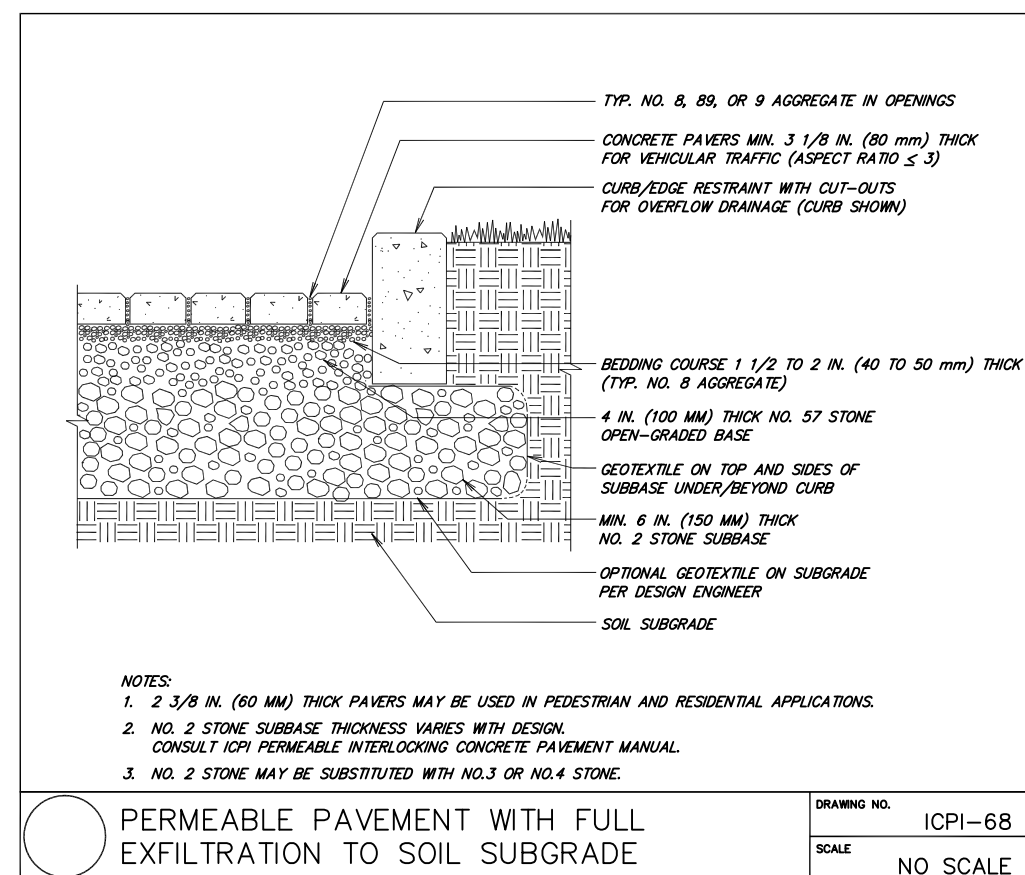 TYP. NO. 8, 89, OR 9 AGGREGATE IN OPENINGS
CONCRETE PAVERS MIN. 3 1/8 IN. (80 mm) THICK
FOR VEHICULAR TRAFFIC (ASPECT RATIO ≤ 3)
CURB/EDGE RESTRAINT WITH CUT-OUTS
FOR OVERFLOW DRAINAGE (CURB SHOWN)
BEDDING COURSE 1 1/2 TO 2 IN. (40 TO 50 mm) THICK
(TYP. NO. 8 AGGREGATE)
4 IN. (100 MM) THICK NO. 57 STONE
OPEN-GRADED BASE
GEOTEXTILE ON TOP AND SIDES OF
SUBBASE UNDER/BEYOND CURB
MIN. 6 IN. (150 MM) THICK
NO. 2 STONE SUBBASE
OPTIONAL GEOTEXTILE ON SUBGRADE
PER DESIGN ENGINEER
SOIL SUBGRADE
NOTES:
1. 2 3/8 IN. (60 MM) THICK PAVERS MAY BE USED IN PEDESTRIAN AND RESIDENTIAL APPLICATIONS.
2. NO. 2 STONE SUBBASE THICKNESS VARIES WITH DESIGN.
CONSULT ICPI PERMEABLE INTERLOCKING CONCRETE PAVEMENT MANUAL.
3. NO. 2 STONE MAY BE SUBSTITUTED WITH NO.3 OR NO.4 STONE.
PERMEABLE PAVEMENT WITH FULL
EXFILTRATION TO SOIL SUBGRADE
DRAWING NO.
ICPI-68
SCALE
NO SCALE